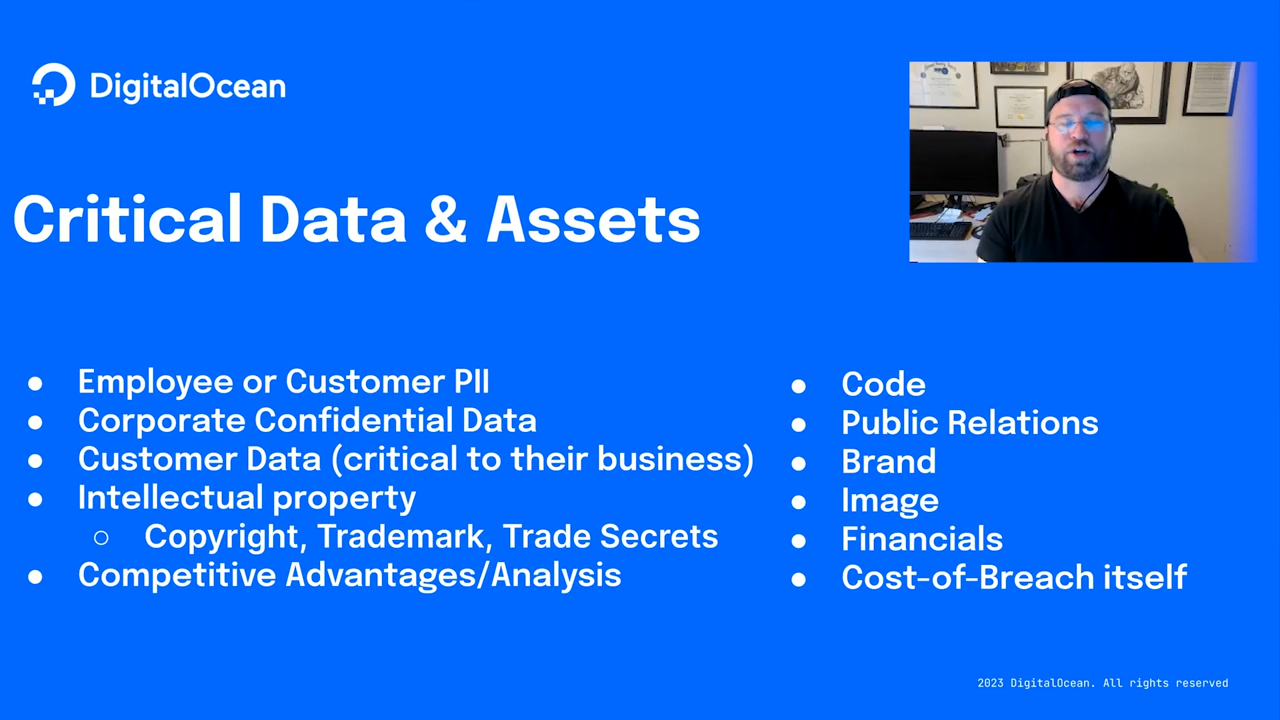 DigitalOcean
Critical Data & Assets
● Employee or Customer PII
● Corporate Confidential Data
● Customer Data (critical to their business)
● Intellectual property
○ Copyright, Trademark, Trade Secrets
● Competitive Advantages/Analysis
● Code
● Public Relations
● Brand
● Image
● Financials
● Cost-of-Breach itself
2023 DigitalOcean. All rights reserved